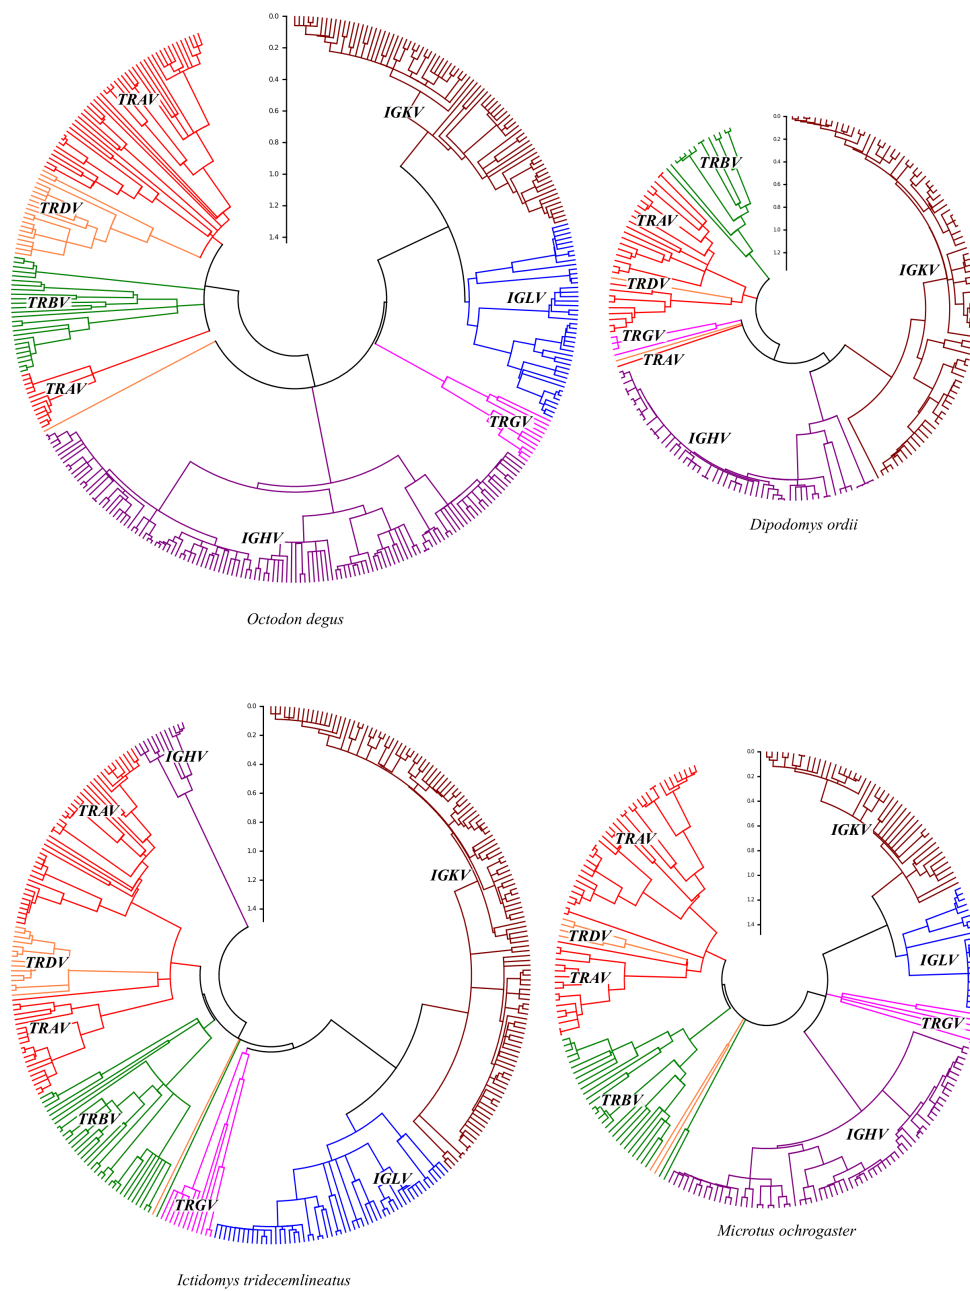 0.0
0.2
0.4
0.6
0.8
1.0
1.2
1.4
TRAV
IGKV
TRDV
TRBV
IGLV
TRAV
TRGV
IGHV
Octodon degus
0.0
0.2
0.4
0.6
0.8
1.0
1.2
TRBV
TRAV
IGKV
TRDV
TRGV
TRAV
IGHV
Dipodomys ordii
0.0
0.2
0.4
0.6
0.8
1.0
1.2
1.4
IGHV
TRAV
IGKV
TRDV
TRAV
TRBV
IGLV
TRGV
Ictidomys tridecemlineatus
0.0
0.2
0.4
0.6
0.8
1.0
1.2
1.4
IGKV
TRAV
TRDV
IGLV
TRAV
TRGV
TRBV
IGHV
Microtus ochrogaster